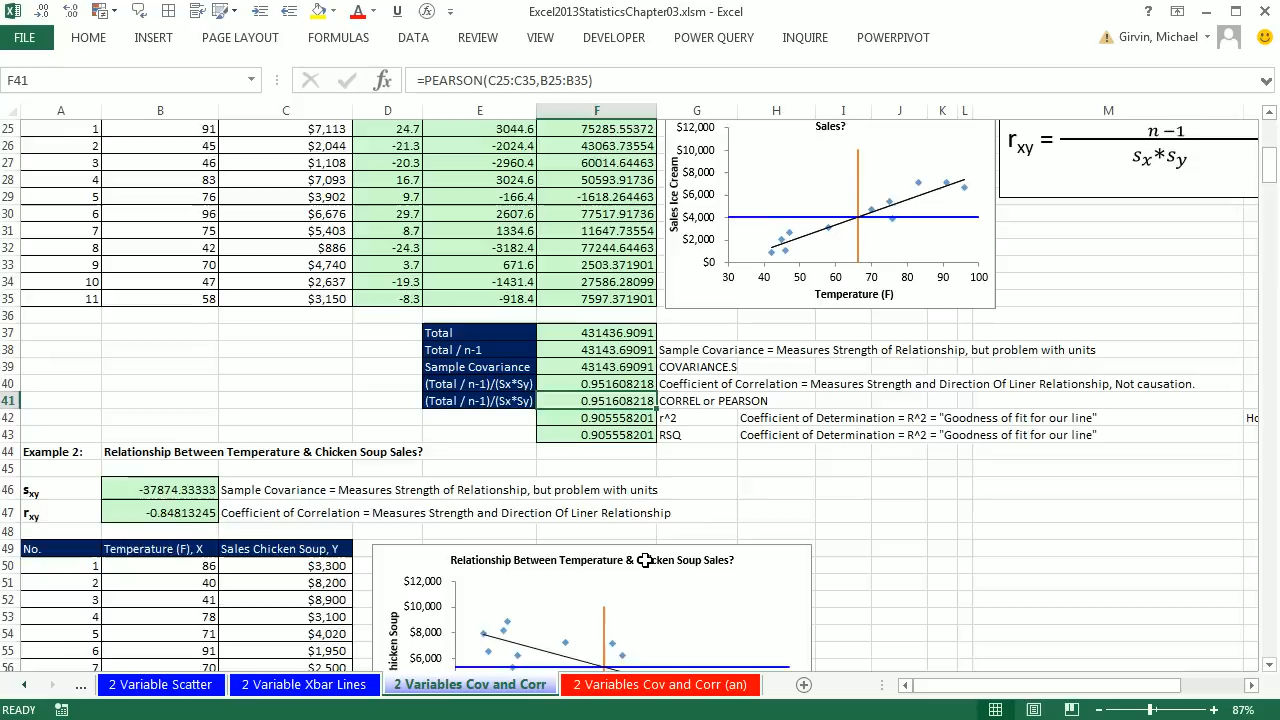 Excel2013StatisticsChapter03.xlsm - Excel
FILE HOME INSERT PAGE LAYOUT FORMULAS DATA REVIEW VIEW DEVELOPER POWER QUERY INQUIRE POWERPIVOT Girvin, Michael
F41 fx =PEARSON(C25:C35,B25:B35)
A B C D E F G H I J K L M
25 1 91 $7,113 24.7 3044.6 75285.55372
26 2 45 $2,044 -21.3 -2024.4 43063.73554
27 3 46 $1,108 -20.3 -2960.4 60014.64463
28 4 83 $7,093 16.7 3024.6 50593.91736
29 5 76 $3,902 9.7 -166.4 -1618.264463
30 6 96 $6,676 29.7 2607.6 77517.91736
31 7 75 $5,403 8.7 1334.6 11647.73554
32 8 42 $886 -24.3 -3182.4 77244.64463
33 9 70 $4,740 3.7 671.6 2503.371901
34 10 47 $2,637 -19.3 -1431.4 27586.28099
35 11 58 $3,150 -8.3 -918.4 7597.371901
Sales?
Sales Ice Cream
$12,000
$10,000
$8,000
$6,000
$4,000
$2,000
$0
30 40 50 60 70 80 90 100
Temperature (F)
n −1
rxy =
sx*sy
36
37 Total 431436.9091
38 Total / n-1 43143.69091 Sample Covariance = Measures Strength of Relationship, but problem with units
39 Sample Covariance 43143.69091 COVARIANCE.S
40 (Total / n-1)/(Sx*Sy) 0.951608218 Coefficient of Correlation = Measures Strength and Direction Of Liner Relationship, Not causation.
41 (Total / n-1)/(Sx*Sy) 0.951608218 CORREL or PEARSON
42 0.905558201 r^2 Coefficient of Determination = R^2 = "Goodness of fit for our line" Ho
43 0.905558201 RSQ Coefficient of Determination = R^2 = "Goodness of fit for our line"
44 Example 2: Relationship Between Temperature & Chicken Soup Sales?
45
46 sxy -37874.33333 Sample Covariance = Measures Strength of Relationship, but problem with units
47 rxy -0.84813245 Coefficient of Correlation = Measures Strength and Direction Of Liner Relationship
48
49 No. Temperature (F), X Sales Chicken Soup, Y
50 1 86 $3,300
51 2 40 $8,200
52 3 41 $8,900
53 4 78 $3,100
54 5 71 $4,020
55 6 91 $1,950
56 7 70 $2,500
Relationship Between Temperature & Chicken Soup Sales?
$12,000
$10,000
$8,000
$6,000
hicken Soup
... 2 Variable Scatter 2 Variable Xbar Lines 2 Variables Cov and Corr 2 Variables Cov and Corr (an)
READY 87%